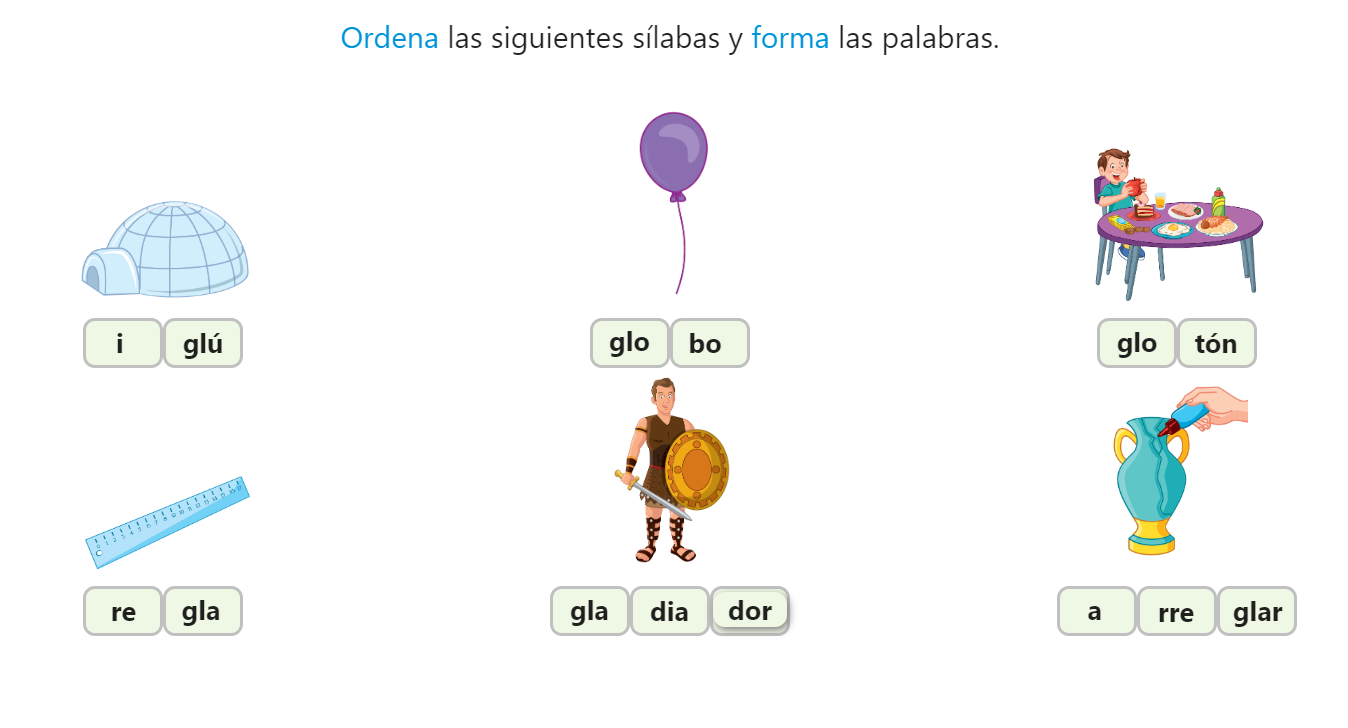 Ordena las siguientes sílabas y forma las palabras.
i glú
glo bo
glo tón
re gla
gla dia dor
a rre glar